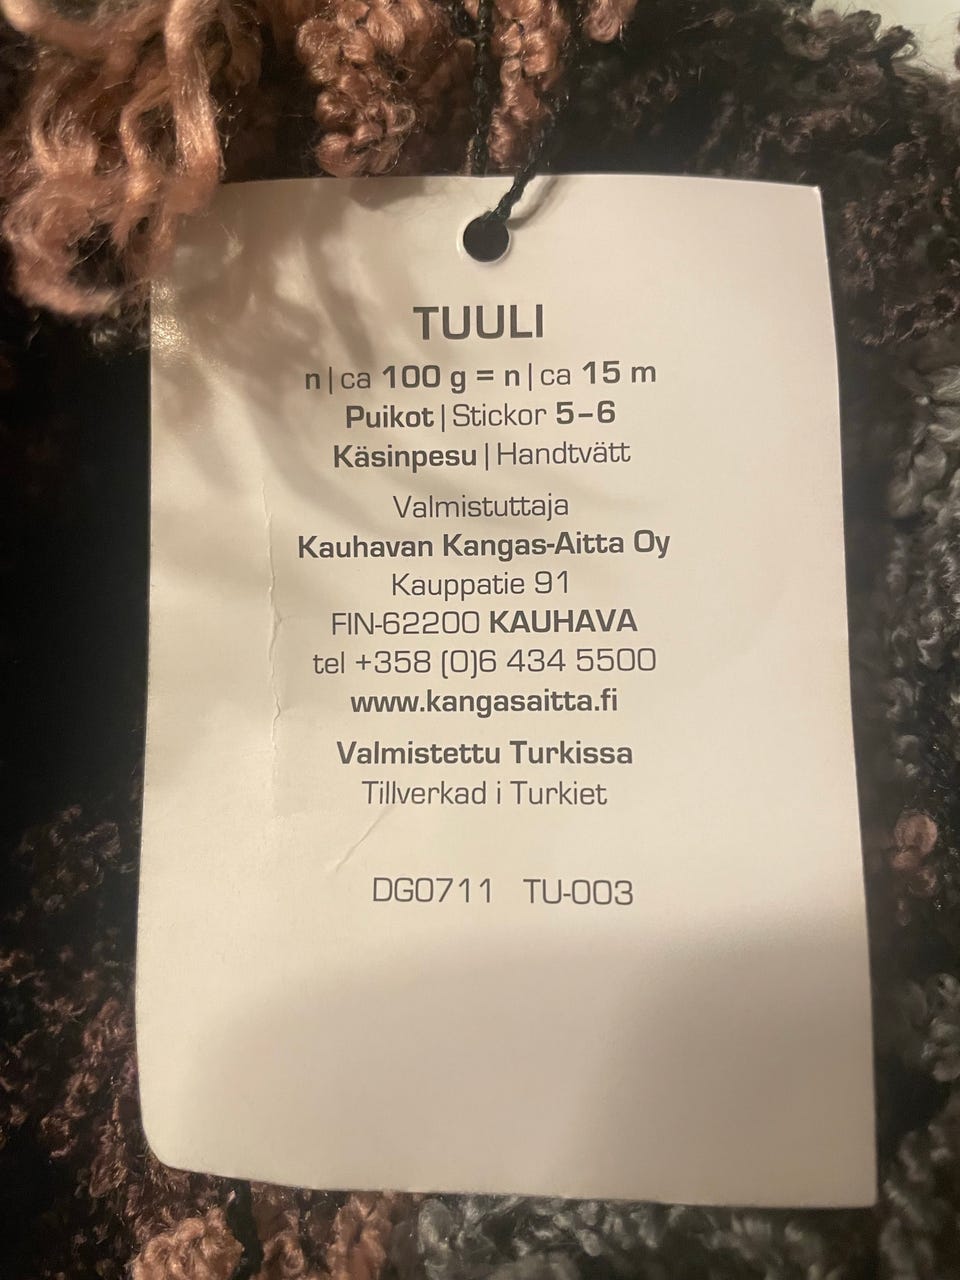 TUULI
n|ca 100 g = n|ca 15 m
Puikot|Stickor 5-6
Käsinpesu|Handtvätt
Valmistuttaja
Kauhavan Kangas-Aitta Oy
Kauppatie 91
FIN-62200 KAUHAVA
tel +358 (0)6 434 5500
www.kangasaitta.fi
Valmistettu Turkissa
Tillverkad i Turkiet
DG0711 TU-003